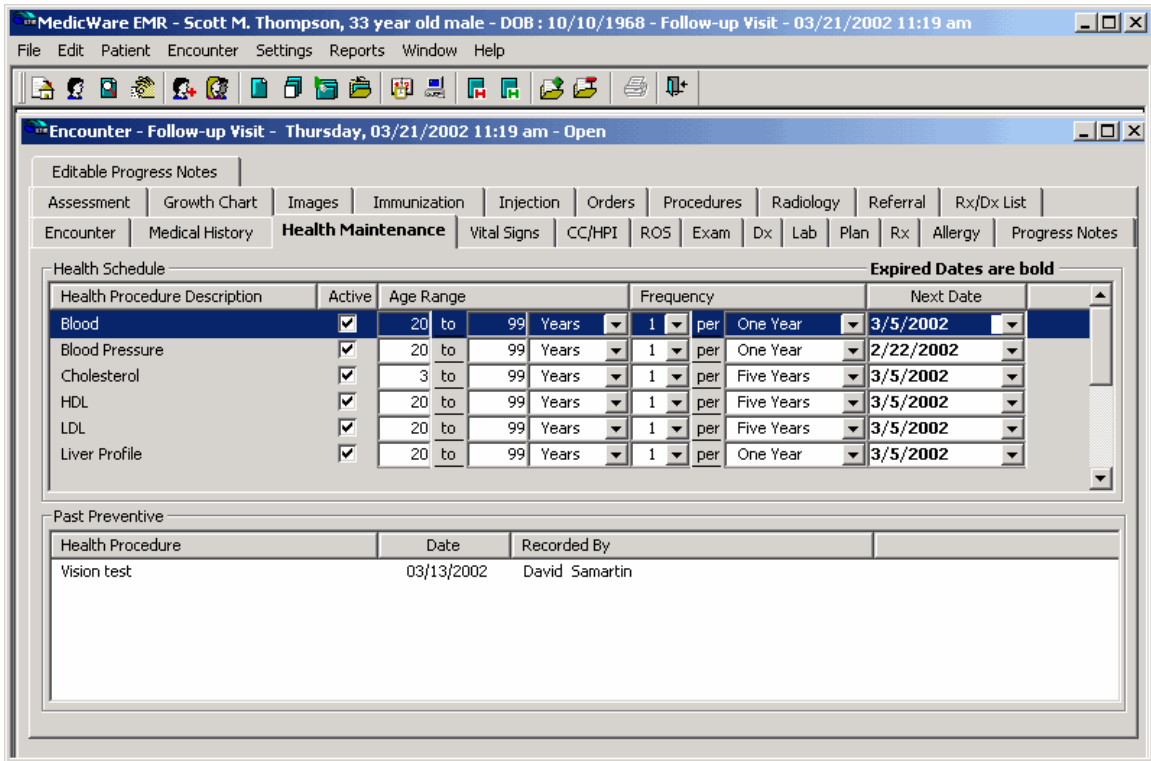 MedicWare EMR - Scott M. Thompson, 33 year old male - DOB : 10/10/1968 - Follow-up Visit - 03/21/2002 11:19 am
File Edit Patient Encounter Settings Reports Window Help
Encounter - Follow-up Visit - Thursday, 03/21/2002 11:19 am - Open
Editable Progress Notes
Assessment Growth Chart Images Immunization Injection Orders Procedures Radiology Referral Rx/Dx List
Encounter Medical History Health Maintenance Vital Signs CC/HPI ROS Exam Dx Lab Plan Rx Allergy Progress Notes
Health Schedule Expired Dates are bold
Health Procedure Description Active Age Range Frequency Next Date
Blood 20 to 99 Years 1 per One Year 3/5/2002
Blood Pressure 20 to 99 Years 1 per One Year 2/22/2002
Cholesterol 3 to 99 Years 1 per Five Years 3/5/2002
HDL 20 to 99 Years 1 per Five Years 3/5/2002
LDL 20 to 99 Years 1 per Five Years 3/5/2002
Liver Profile 20 to 99 Years 1 per One Year 3/5/2002
Past Preventive
Health Procedure Date Recorded By
Vision test 03/13/2002 David Samartin